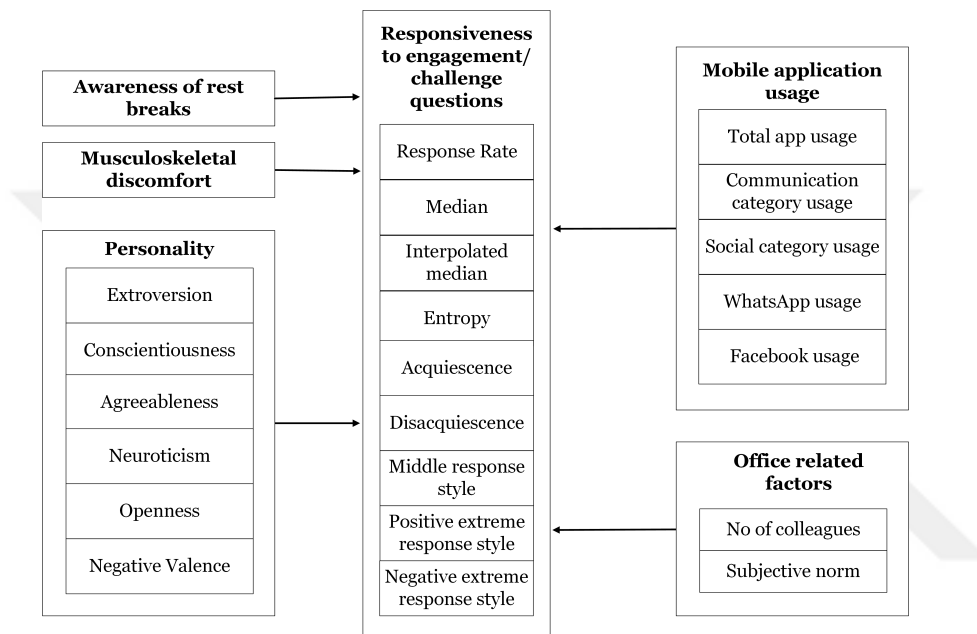 Awareness of rest
breaks
Musculoskeletal
discomfort
Personality
Extroversion
Conscientiousness
Agreeableness
Neuroticism
Openness
Negative Valence
Responsiveness
to engagement/
challenge
questions
Response Rate
Median
Interpolated
median
Entropy
Acquiescence
Disacquiescence
Middle response
style
Positive extreme
response style
Negative extreme
response style
Mobile application
usage
Total app usage
Communication
category usage
Social category usage
WhatsApp usage
Facebook usage
Office related
factors
No of colleagues
Subjective norm